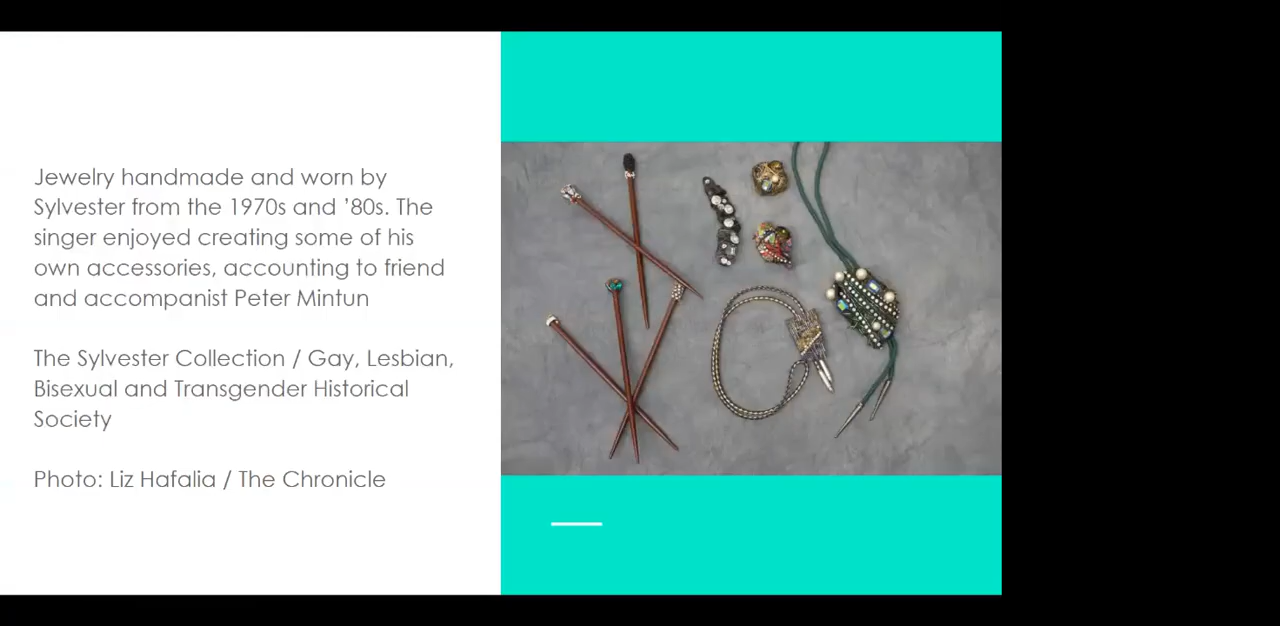 Jewelry handmade and worn by
Sylvester from the 1970s and ’80s. The
singer enjoyed creating some of his
own accessories, accounting to friend
and accompanist Peter Mintun
The Sylvester Collection / Gay, Lesbian,
Bisexual and Transgender Historical
Society
Photo: Liz Hafalia / The Chronicle